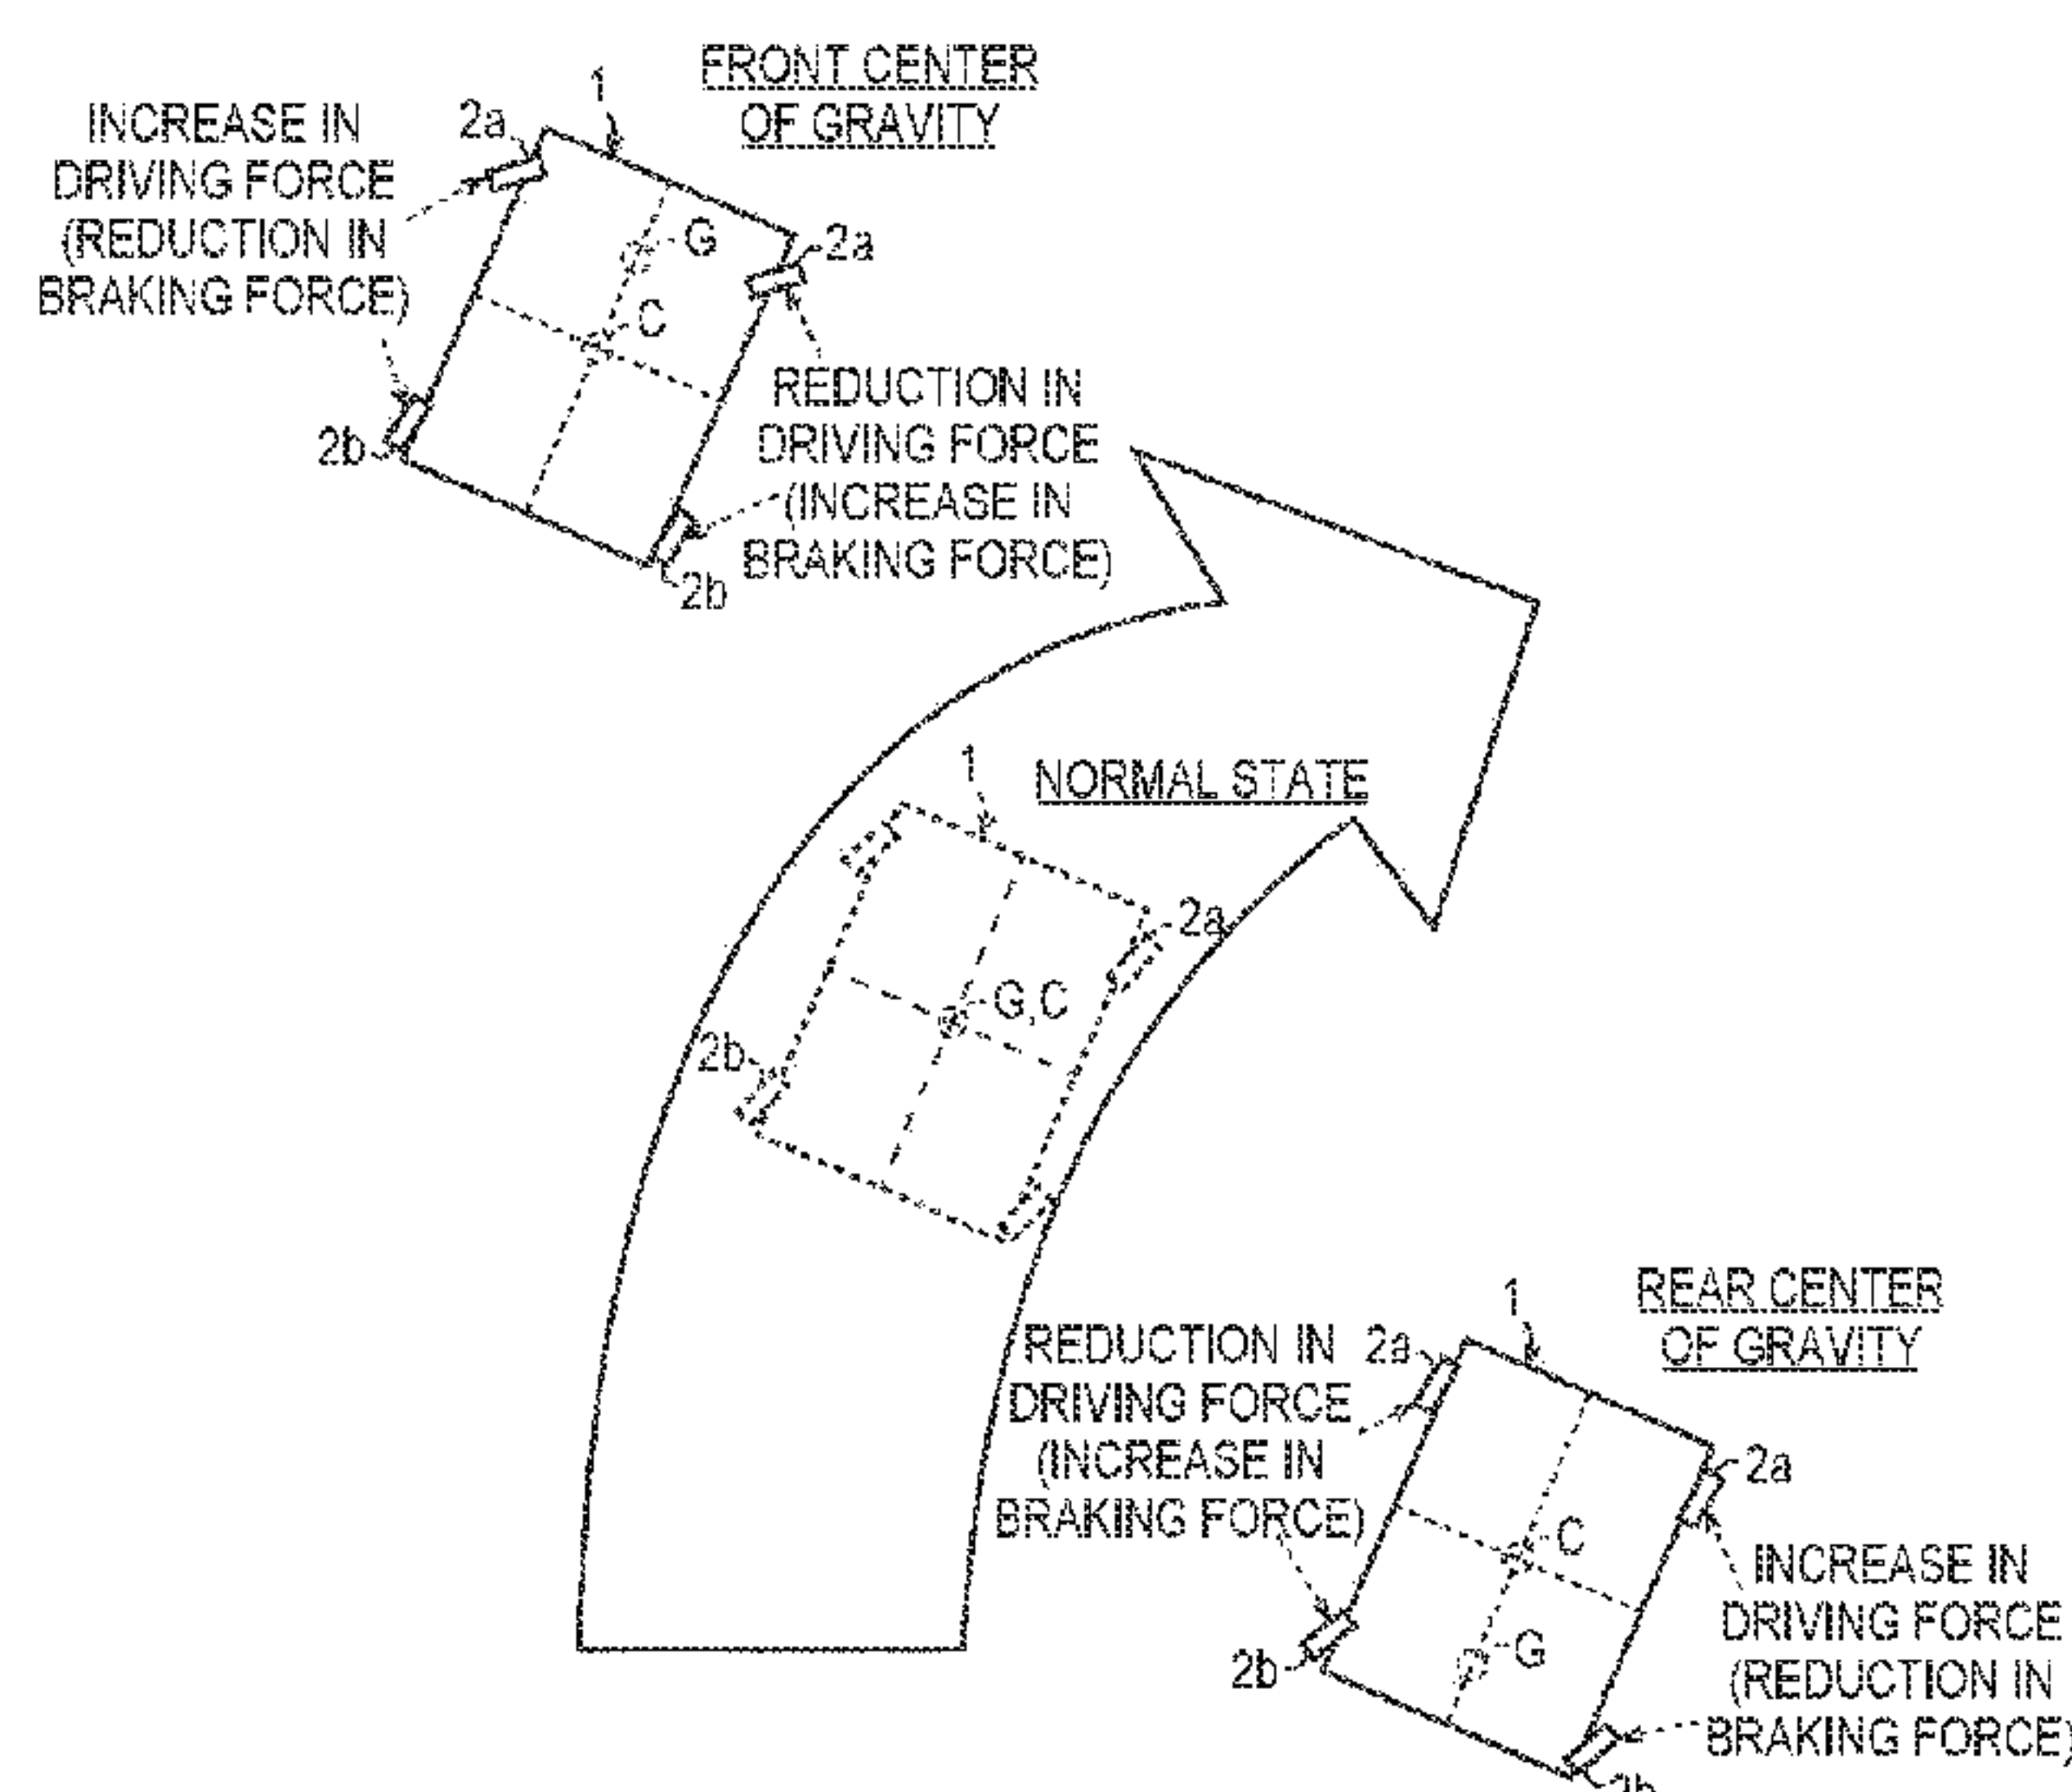 FRONT CENTER
OF GRAVITY
1
2a
INCREASE IN
DRIVING FORCE
(REDUCTION IN
BRAKING FORCE)
G
2a
C
2b
REDUCTION IN
DRIVING FORCE
(INCREASE IN
BRAKING FORCE)
2b
1
NORMAL STATE
2a
G,C
2b
REAR CENTER
OF GRAVITY
1
2a
REDUCTION IN
DRIVING FORCE
(INCREASE IN
BRAKING FORCE)
2a
C
INCREASE IN
DRIVING FORCE
(REDUCTION IN
BRAKING FORCE)
G
2b
2b